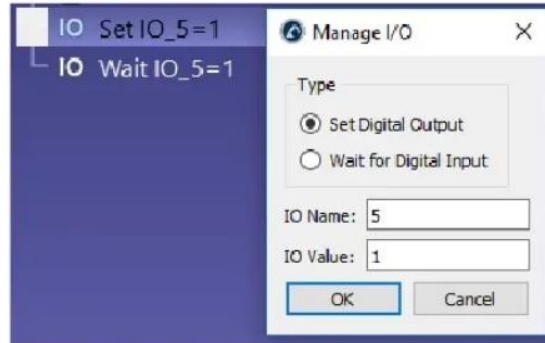 IO Set IO_5=1
IO Wait IO_5=1
Manage I/O
Type
Set Digital Output
Wait for Digital Input
IO Name: 5
IO Value: 1
OK Cancel